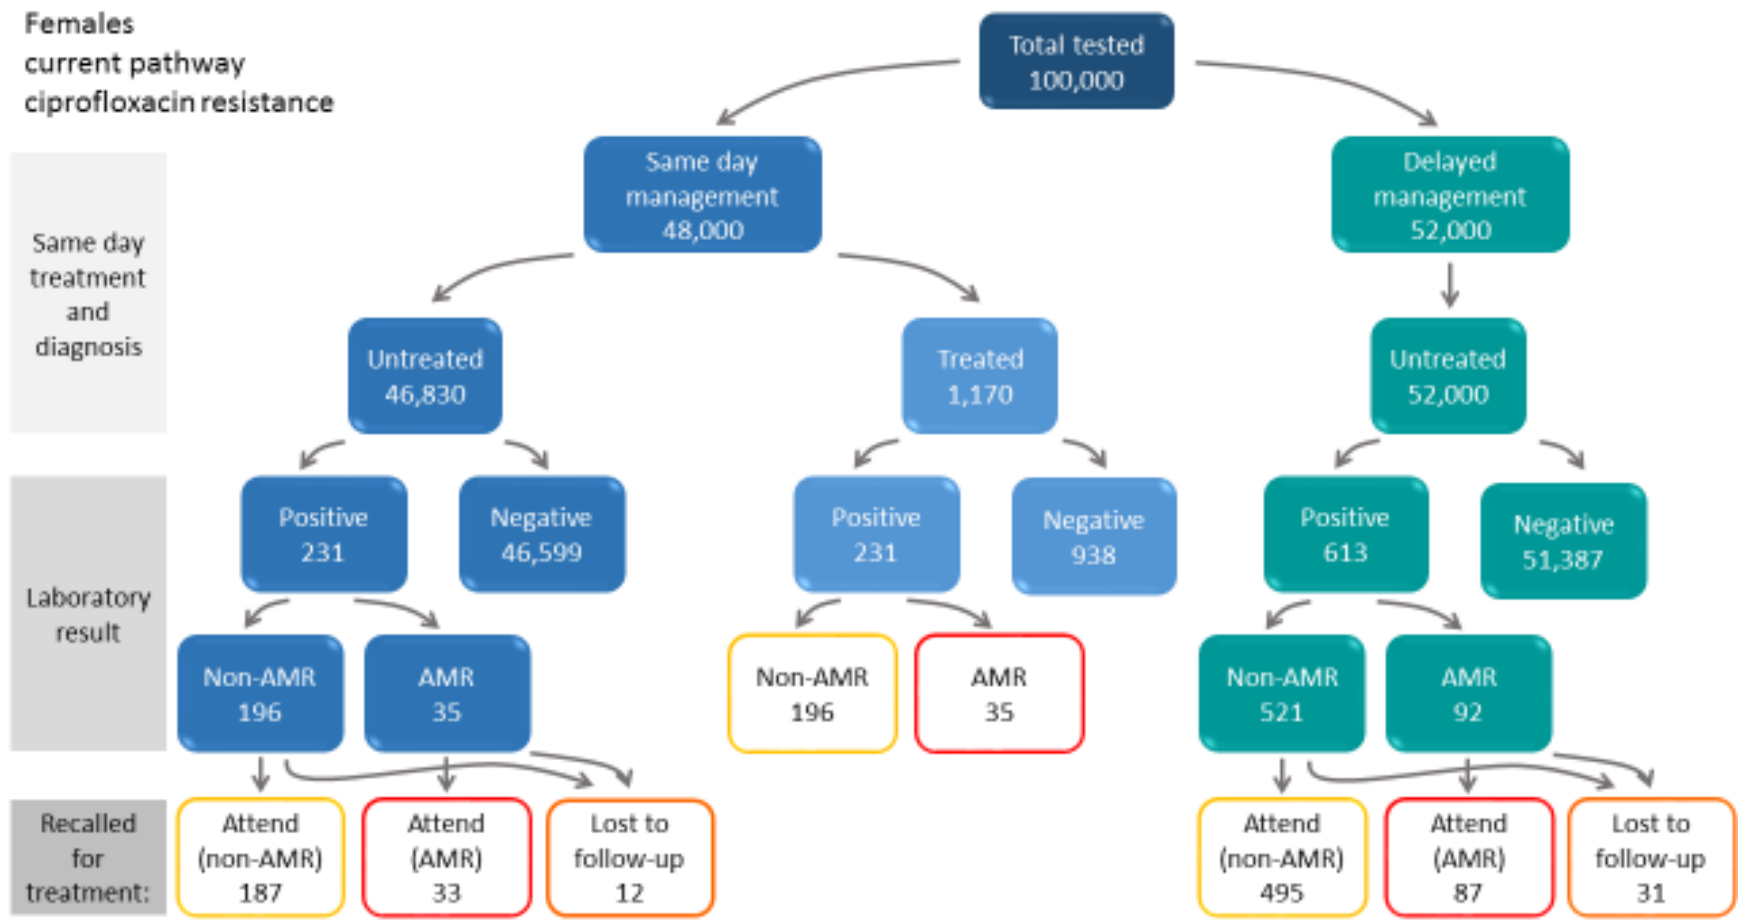 Females
current pathway
ciprofloxacin resistance
Total tested
100,000
Same day
management
48,000
Delayed
management
52,000
Same day
treatment
and
diagnosis
Untreated
46,830
Treated
1,170
Untreated
52,000
Laboratory
result
Positive
231
Negative
46,599
Positive
231
Negative
938
Positive
613
Negative
51,387
Non-AMR
196
AMR
35
Non-AMR
196
AMR
35
Non-AMR
521
AMR
92
Recalled
for
treatment:
Attend
(non-AMR)
187
Attend
(AMR)
33
Lost to
follow-up
12
Attend
(non-AMR)
495
Attend
(AMR)
87
Lost to
follow-up
31